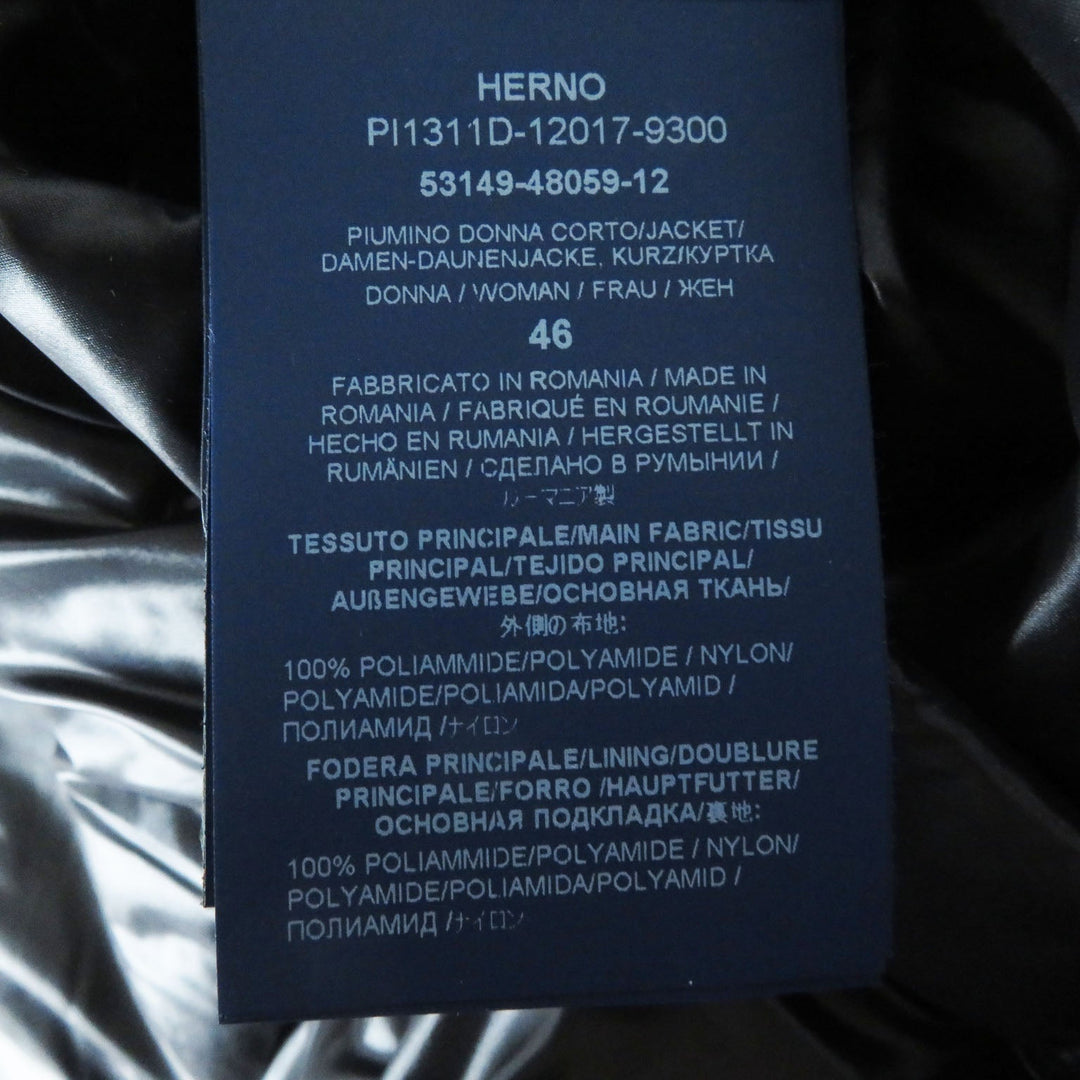 HERNO
PI1311D-12017-9300
53149-48059-12
PIUMINO DONNA CORTO/JACKET/
DAMEN-DAUNENJACKE, KURZ/КУРТКА
DONNA / WOMAN / FRAU / ЖЕН
46
FABBRICATO IN ROMANIA / MADE IN
ROMANIA / FABRIQUÉ EN ROUMANIE /
HECHO EN RUMANIA / HERGESTELLT IN
RUMÄNIEN / СДЕЛАНО В РУМЫНИИ /
ルーマニア製
TESSUTO PRINCIPALE/MAIN FABRIC/TISSU
PRINCIPAL/TEJIDO PRINCIPAL/
AUßENGEWEBE/ОСНОВНАЯ ТКАНЬ/
外側の布地:
100% POLIAMMIDE/POLYAMIDE / NYLON/
POLYAMIDE/POLIAMIDA/POLYAMID /
ПОЛИАМИД /ナイロン
FODERA PRINCIPALE/LINING/DOUBLURE
PRINCIPALE/FORRO /HAUPTFUTTER/
ОСНОВНАЯ ПОДКЛАДКА/裏地:
100% POLIAMMIDE/POLYAMIDE / NYLON/
POLYAMIDE/POLIAMIDA/POLYAMID /
ПОЛИАМИД /ナイロン